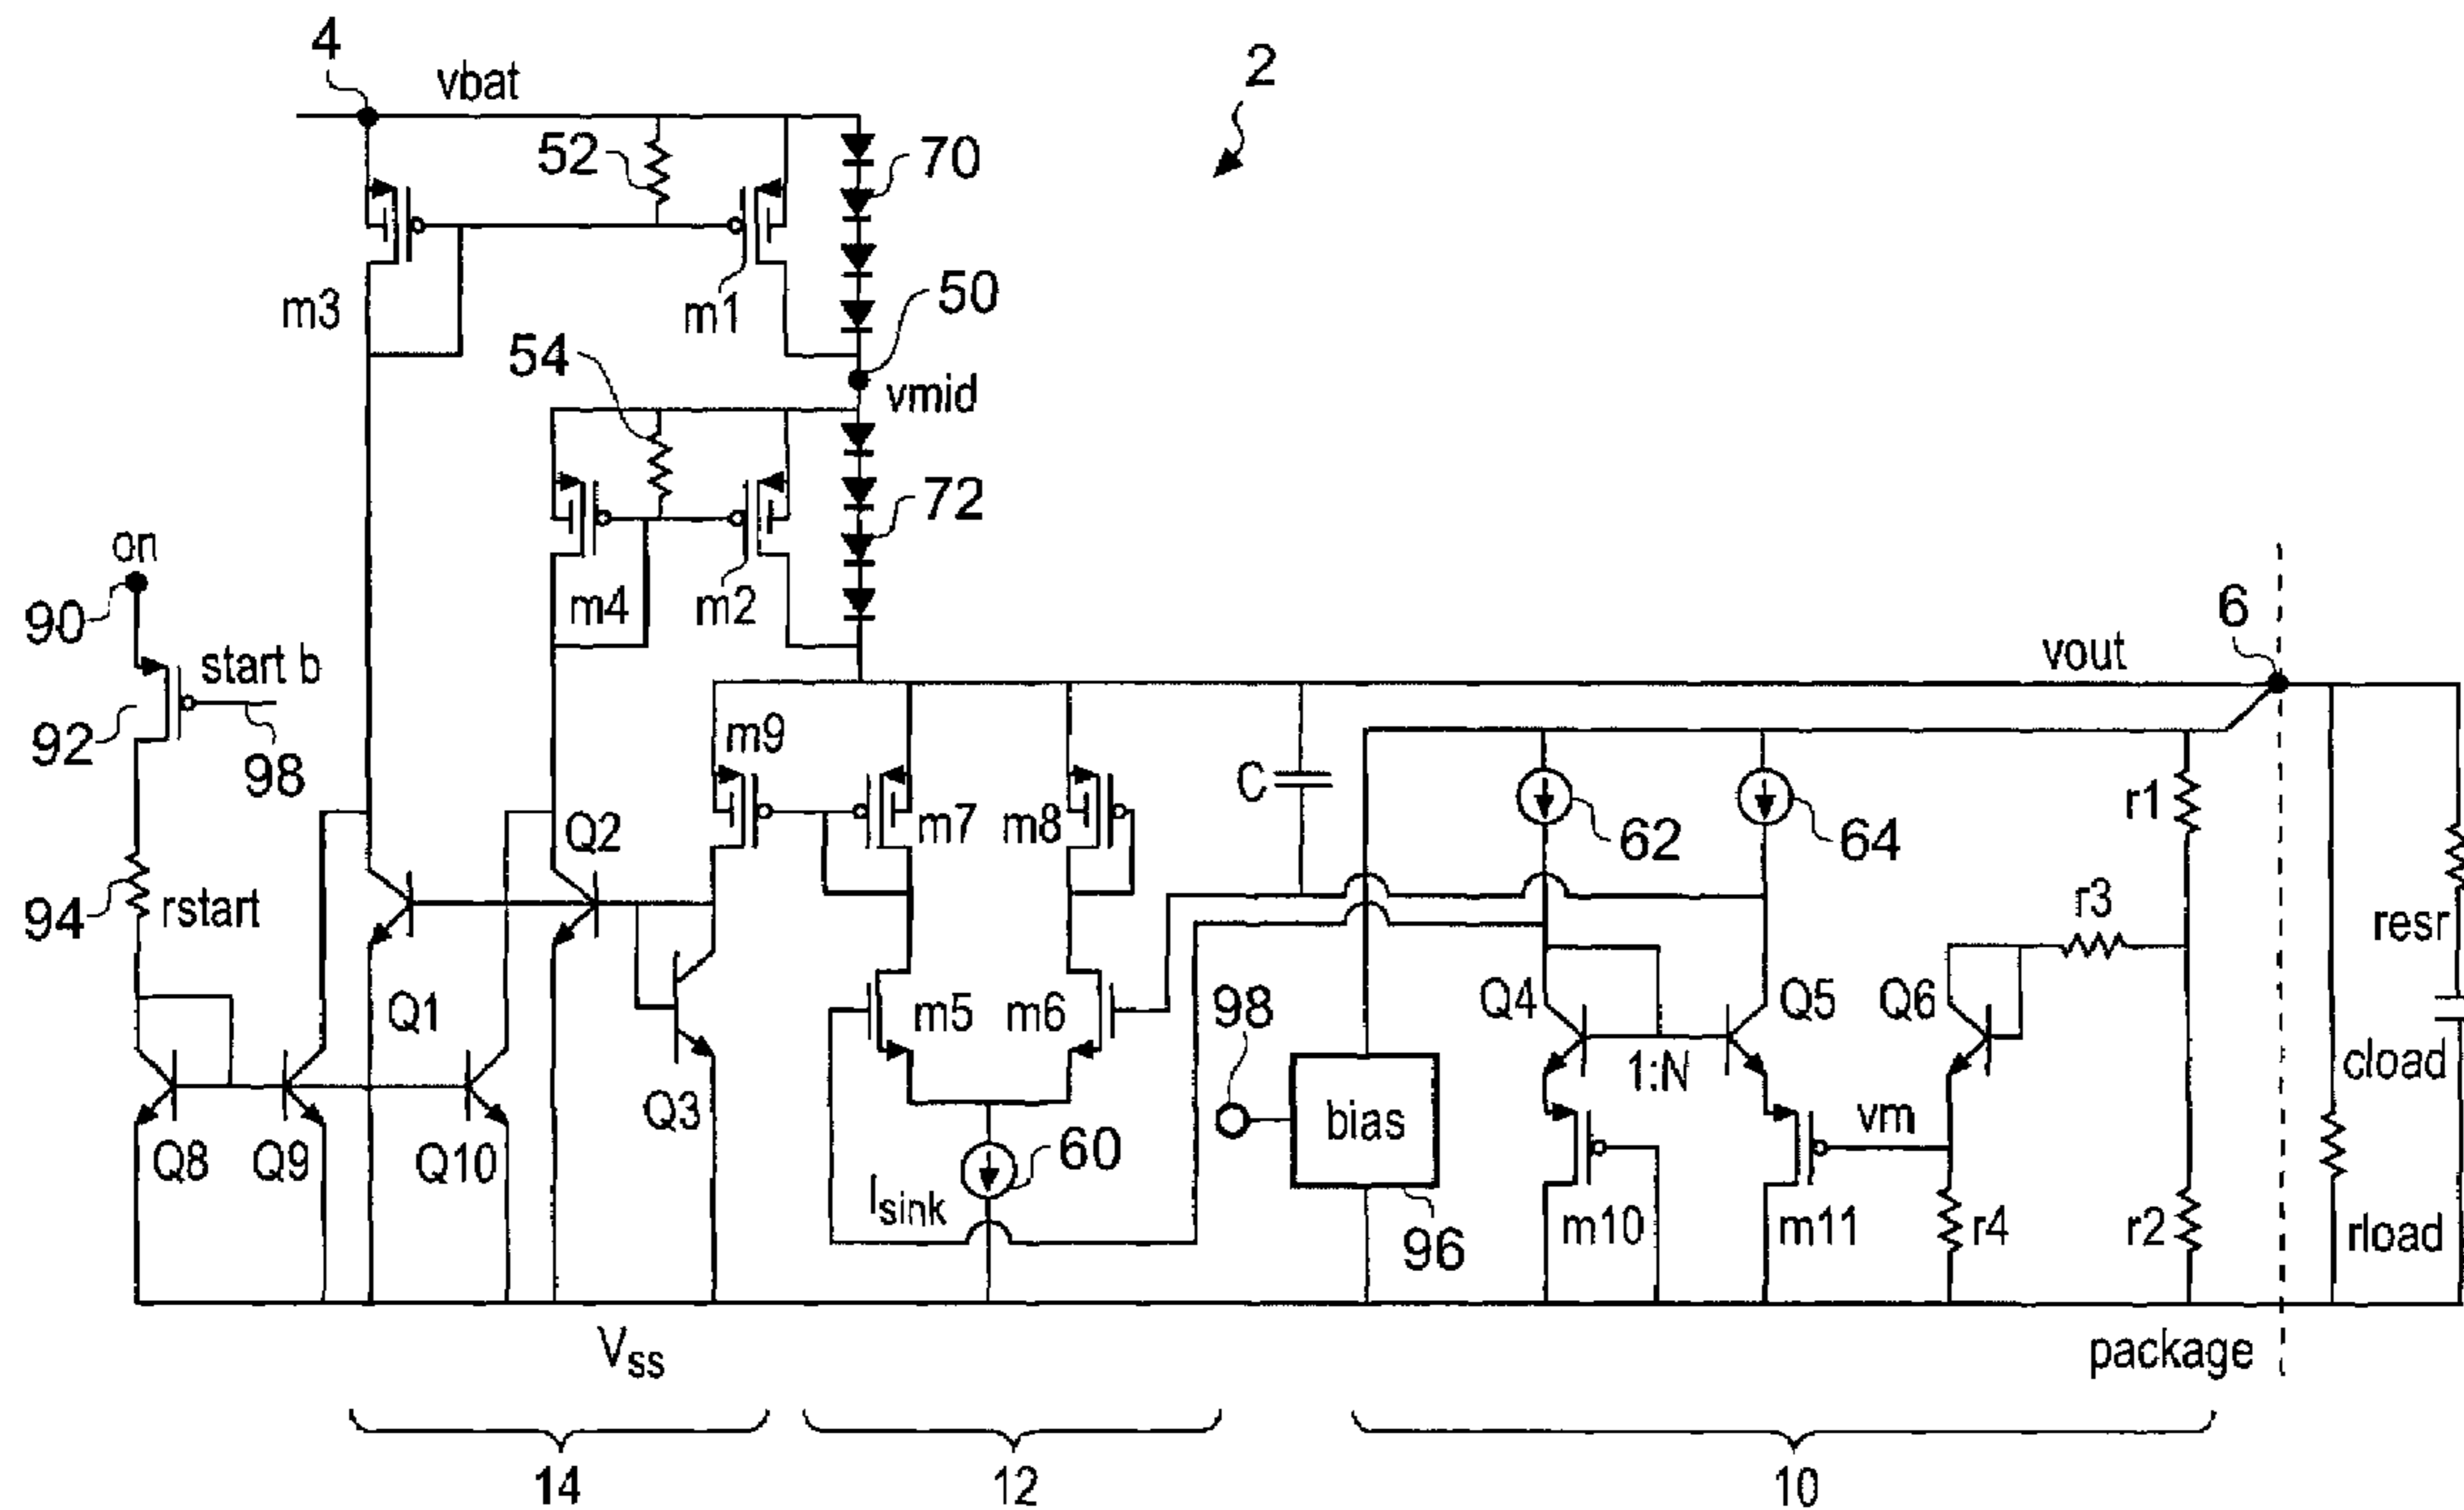 4
vbat
2
52
70
m3
m1
50
54
vmid
72
on
90
m4
m2
start b
6
vout
92
98
m9
Q2
m7
m8
C
62
64
r1
94
rstart
r3
resr
Q1
m5
m6
98
Q4
Q5
Q6
1:N
cload
Q3
bias
vm
Q8
Q9
Q10
60
Isink
96
m10
m11
r4
r2
rload
Vss
package
14
12
10